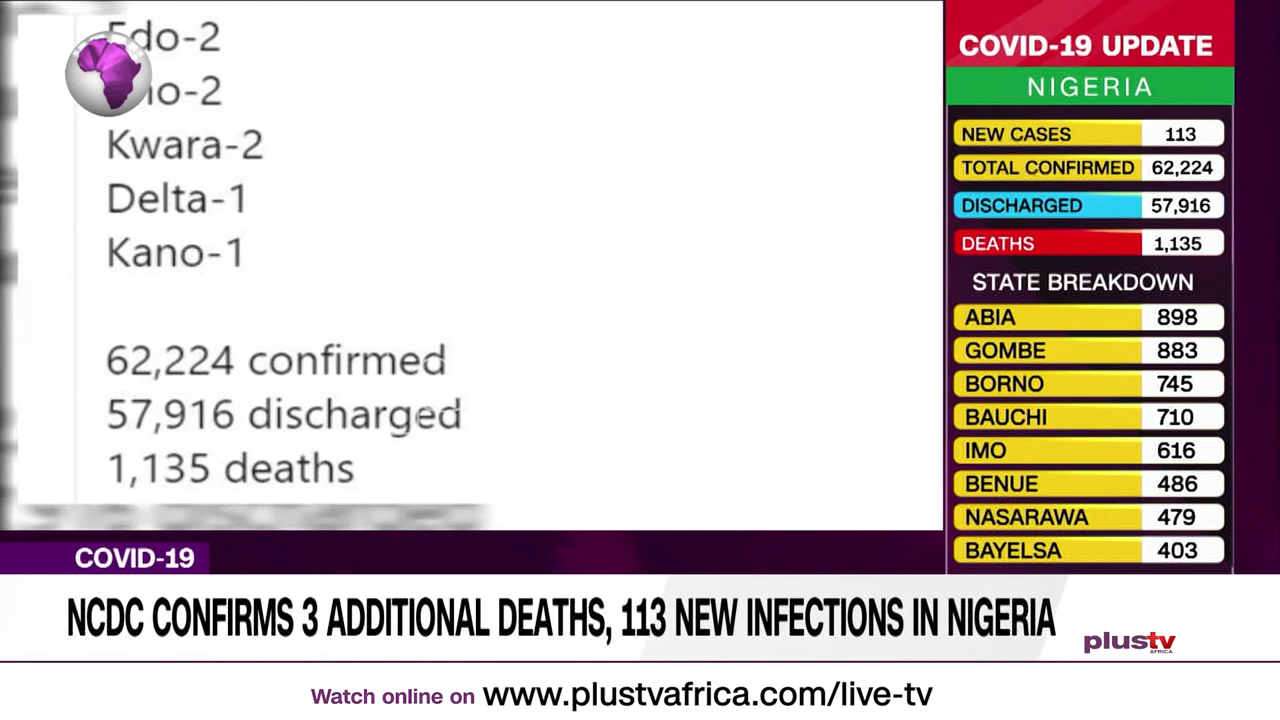 Edo-2
Kwara-2
Delta-1
Kano-1
62,224 confirmed
57,916 discharged
1,135 deaths
COVID-19 UPDATE
NIGERIA
NEW CASES 113
TOTAL CONFIRMED 62,224
DISCHARGED 57,916
DEATHS 1,135
STATE BREAKDOWN
ABIA 898
GOMBE 883
BORNO 745
BAUCHI 710
IMO 616
BENUE 486
NASARAWA 479
BAYELSA 403
COVID-19
NCDC CONFIRMS 3 ADDITIONAL DEATHS, 113 NEW INFECTIONS IN NIGERIA
plustv
AFRICA
Watch online on www.plustvafrica.com/live-tv